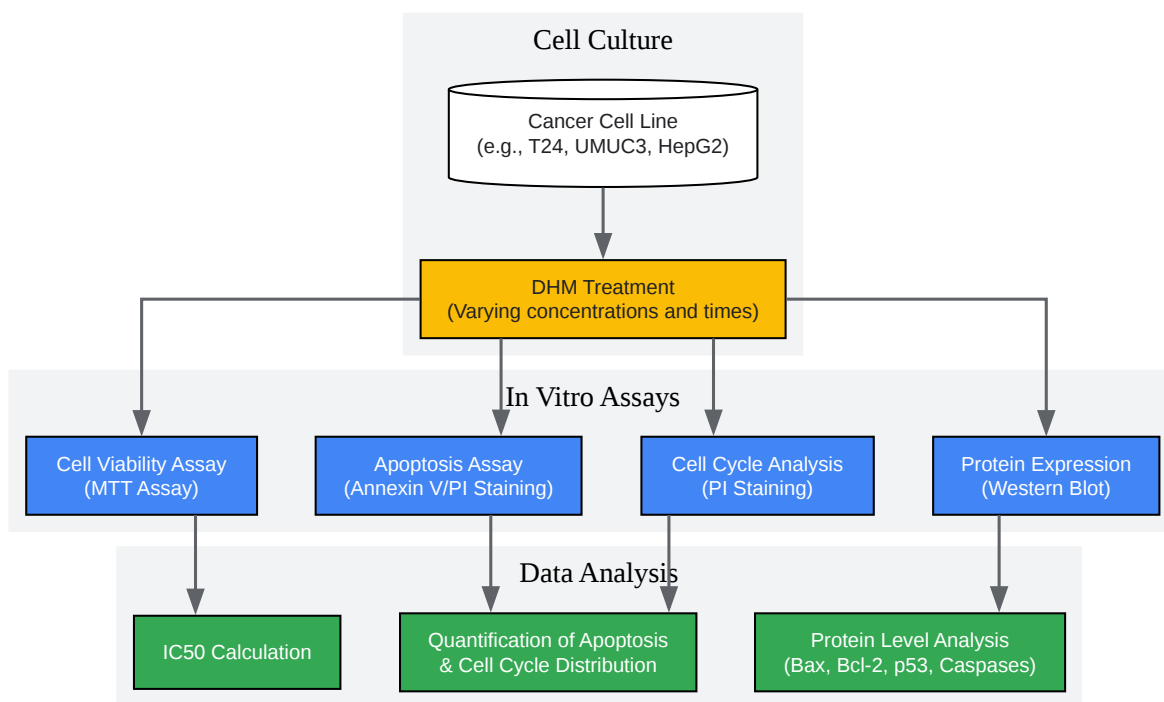 Cell Culture
Cancer Cell Line
(e.g., T24, UMUC3, HepG2)
DHM Treatment
(Varying concentrations and times)
In Vitro Assays
Cell Viability Assay
(MTT Assay)
Apoptosis Assay
(Annexin V/PI Staining)
Cell Cycle Analysis
(PI Staining)
Protein Expression
(Western Blot)
Data Analysis
IC50 Calculation
Quantification of Apoptosis
& Cell Cycle Distribution
Protein Level Analysis
(Bax, Bcl-2, p53, Caspases)